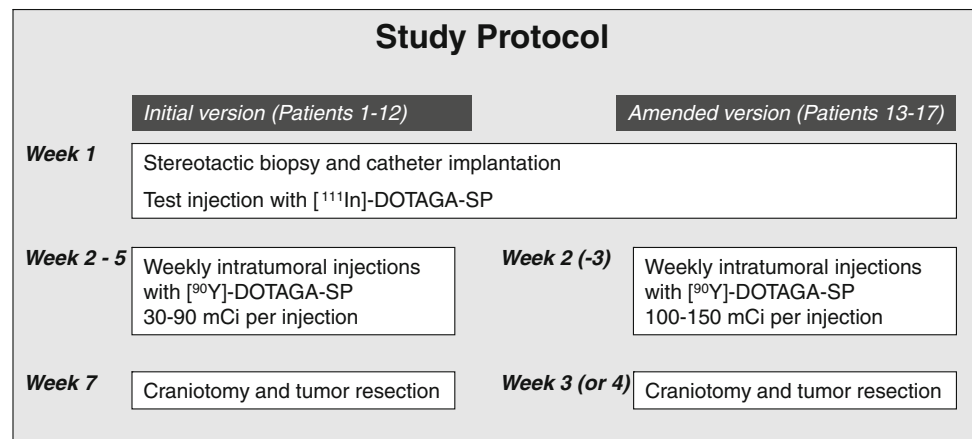 Study Protocol
Initial version (Patients 1-12)
Amended version (Patients 13-17)
Week 1
Stereotactic biopsy and catheter implantation
Test injection with [¹¹¹In]-DOTAGA-SP
Week 2 - 5
Weekly intratumoral injections
with [⁹⁰Y]-DOTAGA-SP
30-90 mCi per injection
Week 2 (-3)
Weekly intratumoral injections
with [⁹⁰Y]-DOTAGA-SP
100-150 mCi per injection
Week 7
Craniotomy and tumor resection
Week 3 (or 4)
Craniotomy and tumor resection